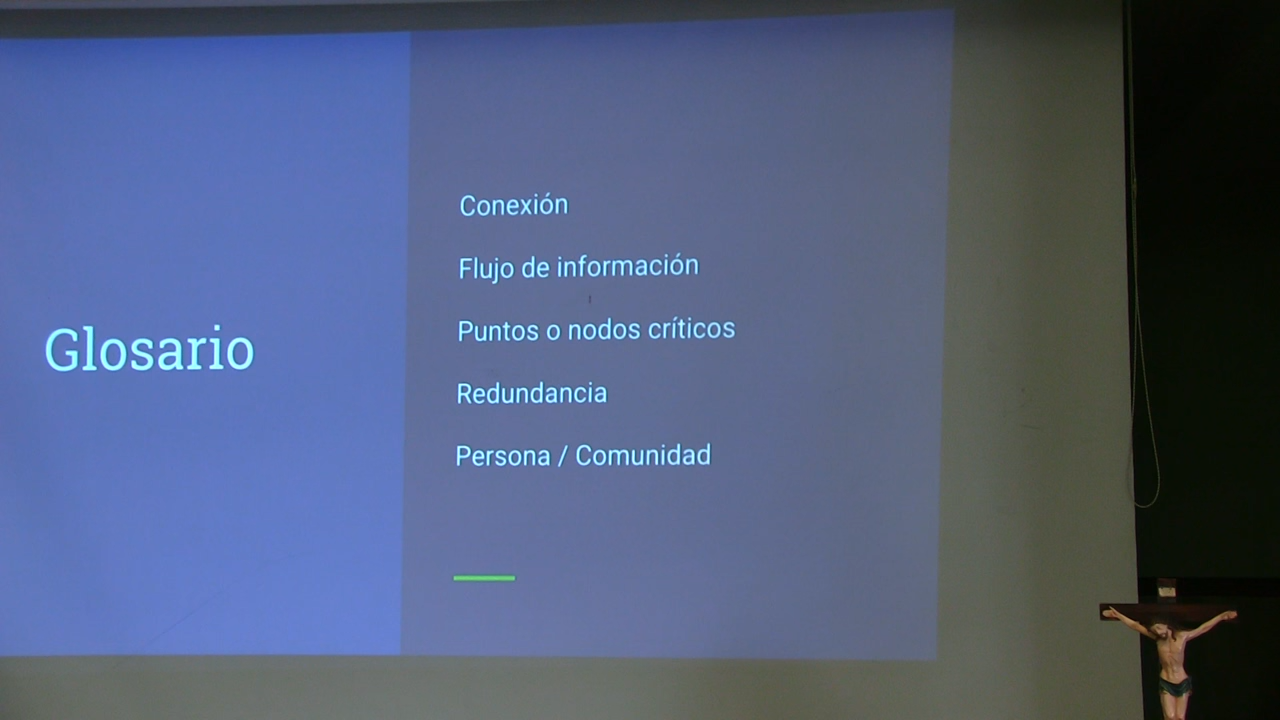 Glosario
Conexión
Flujo de información
Puntos o nodos críticos
Redundancia
Persona / Comunidad